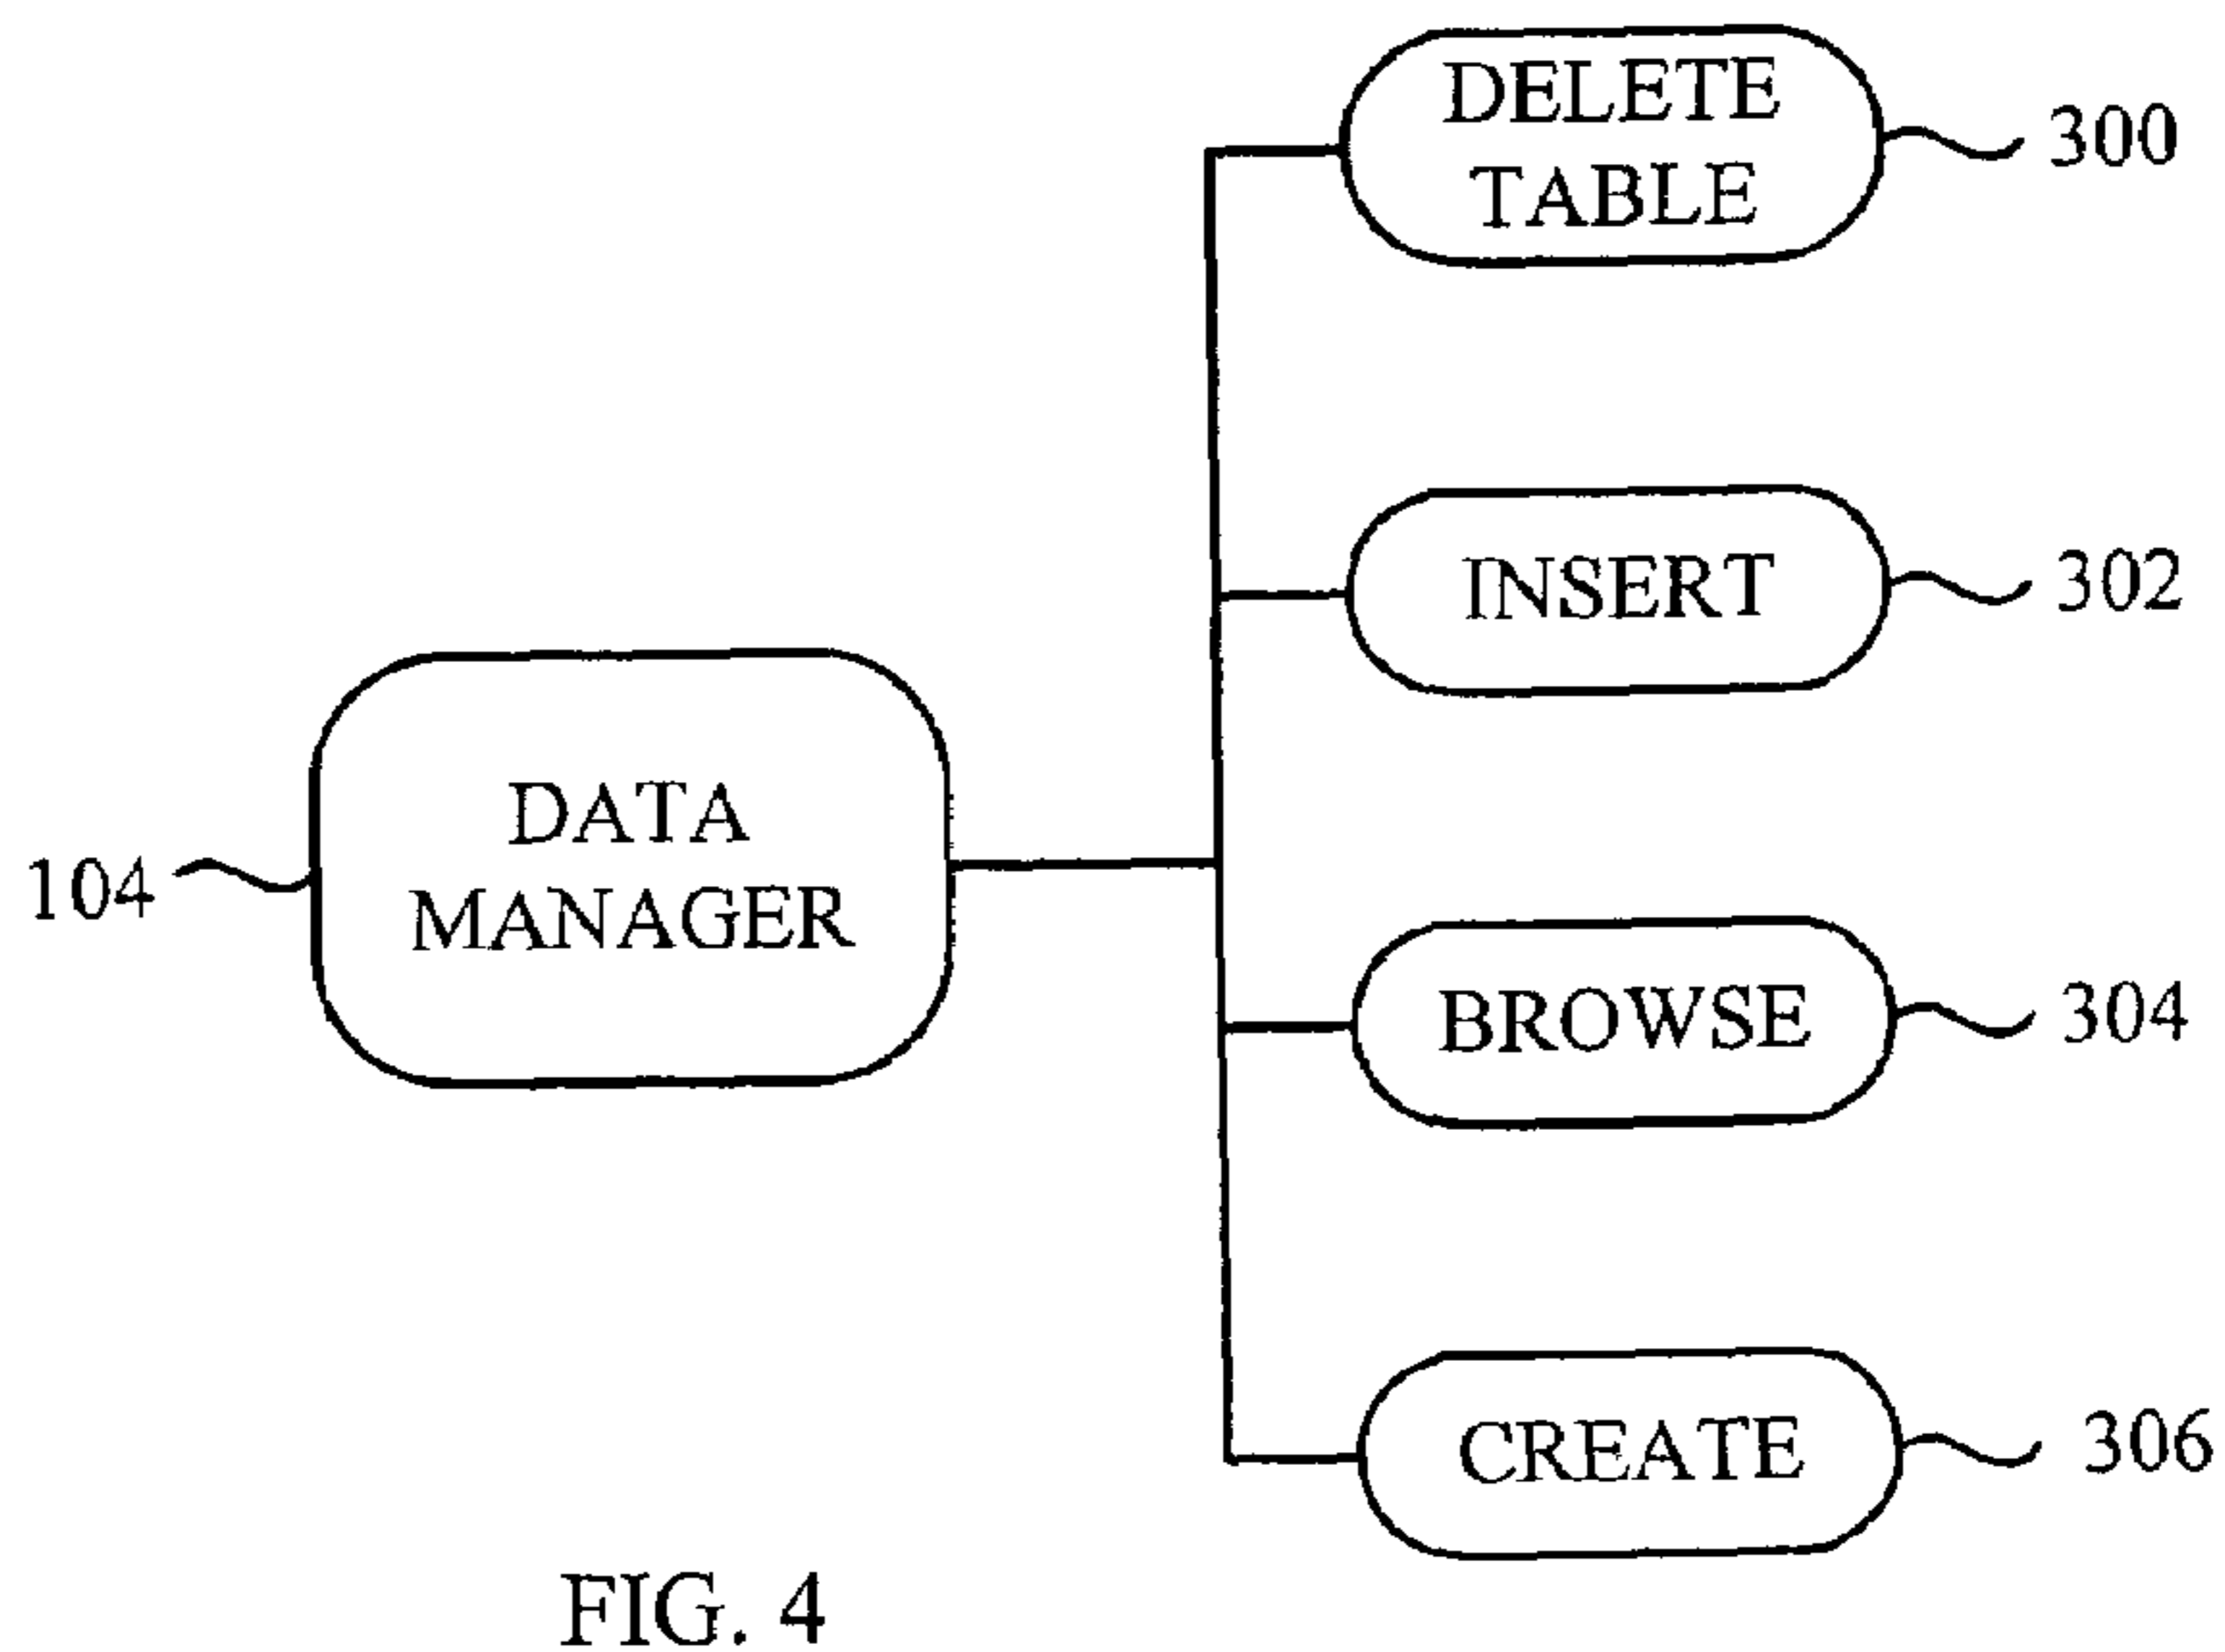 DELETE
TABLE
300
INSERT
302
DATA
MANAGER
104
BROWSE
304
CREATE
306
FIG. 4